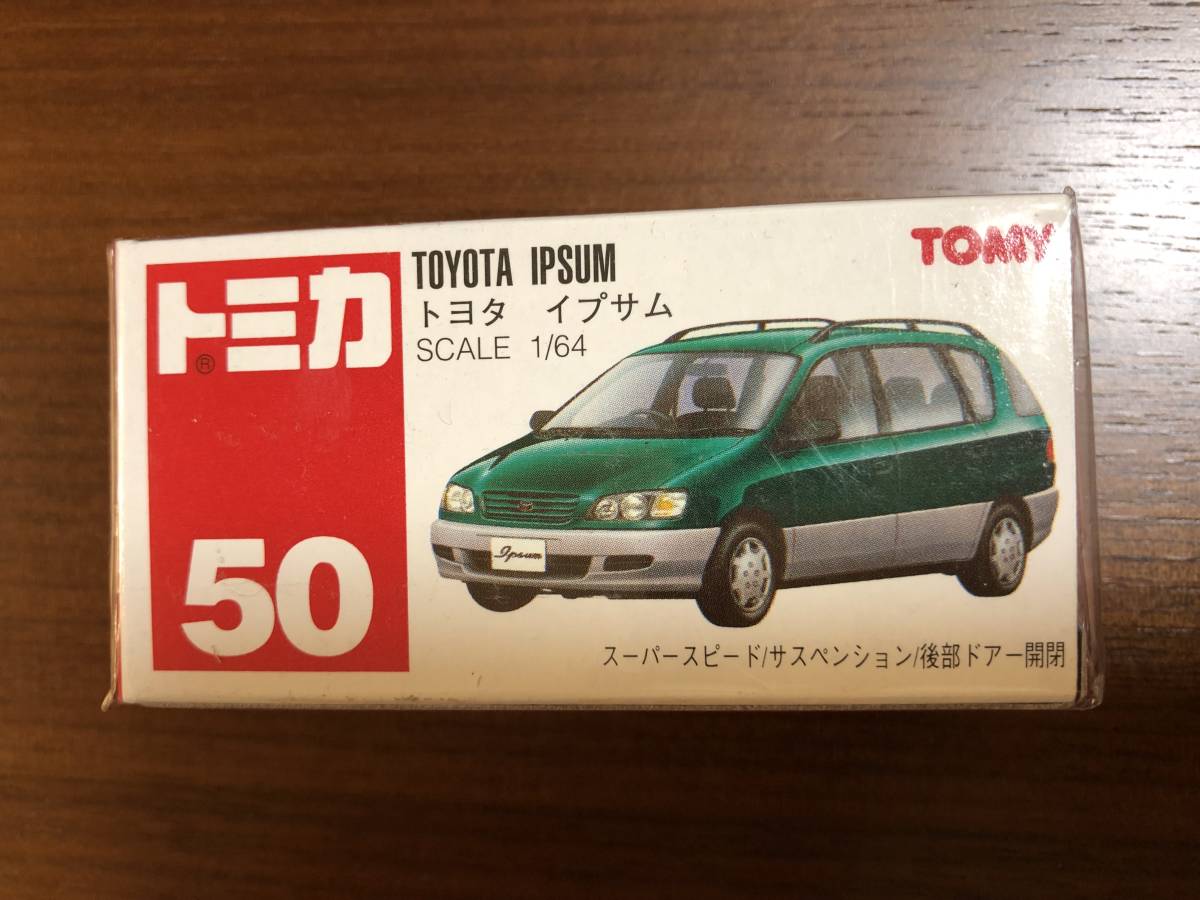 トミカ
®
50
TOYOTA IPSUM
トヨタ イプサム
SCALE 1/64
TOMY
Ipsum
スーパースピード/サスペンション/後部ドアー開閉